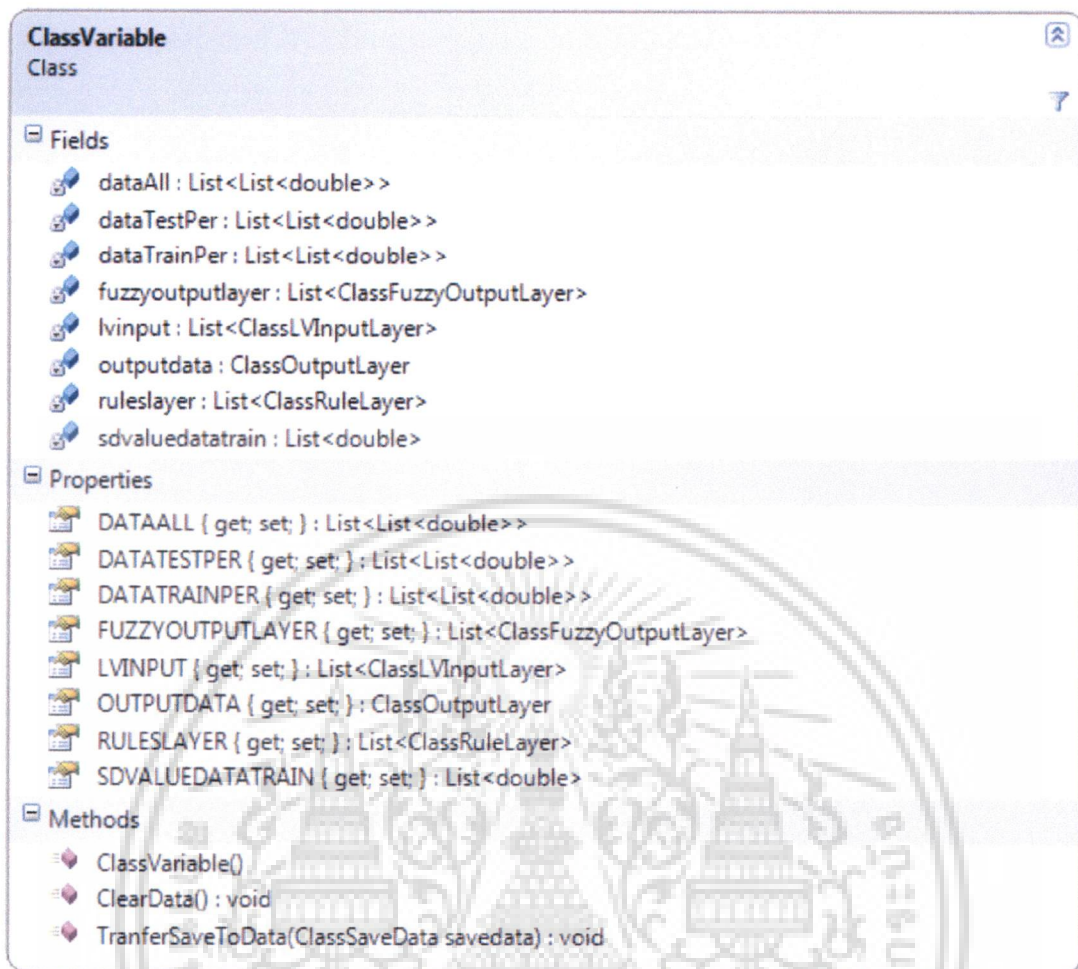 ClassVariable
Class
Fields
dataAll : List<List<double>>
dataTestPer : List<List<double>>
dataTrainPer : List<List<double>>
fuzzyoutputlayer : List<ClassFuzzyOutputLayer>
lvinput : List<ClassLVInputLayer>
outputdata : ClassOutputLayer
ruleslayer : List<ClassRuleLayer>
sdvaluedatatrain : List<double>
Properties
DATAALL { get; set; } : List<List<double>>
DATATESTPER { get; set; } : List<List<double>>
DATATRAINPER { get; set; } : List<List<double>>
FUZZYOUTPUTLAYER { get; set; } : List<ClassFuzzyOutputLayer>
LVINPUT { get; set; } : List<ClassLVInputLayer>
OUTPUTDATA { get; set; } : ClassOutputLayer
RULESLAYER { get; set; } : List<ClassRuleLayer>
SDVALUEDATATRAIN { get; set; } : List<double>
Methods
ClassVariable()
ClearData() : void
TranferSaveToData(ClassSaveData savedata) : void